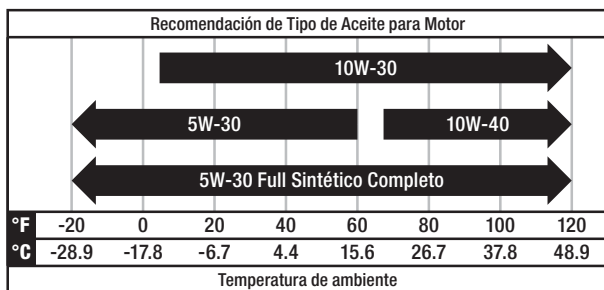 Recomendación de Tipo de Aceite para Motor
10W-30
5W-30 10W-40
5W-30 Full Sintético Completo
°F -20 0 20 40 60 80 100 120
°C -28.9 -17.8 -6.7 4.4 15.6 26.7 37.8 48.9
Temperatura de ambiente